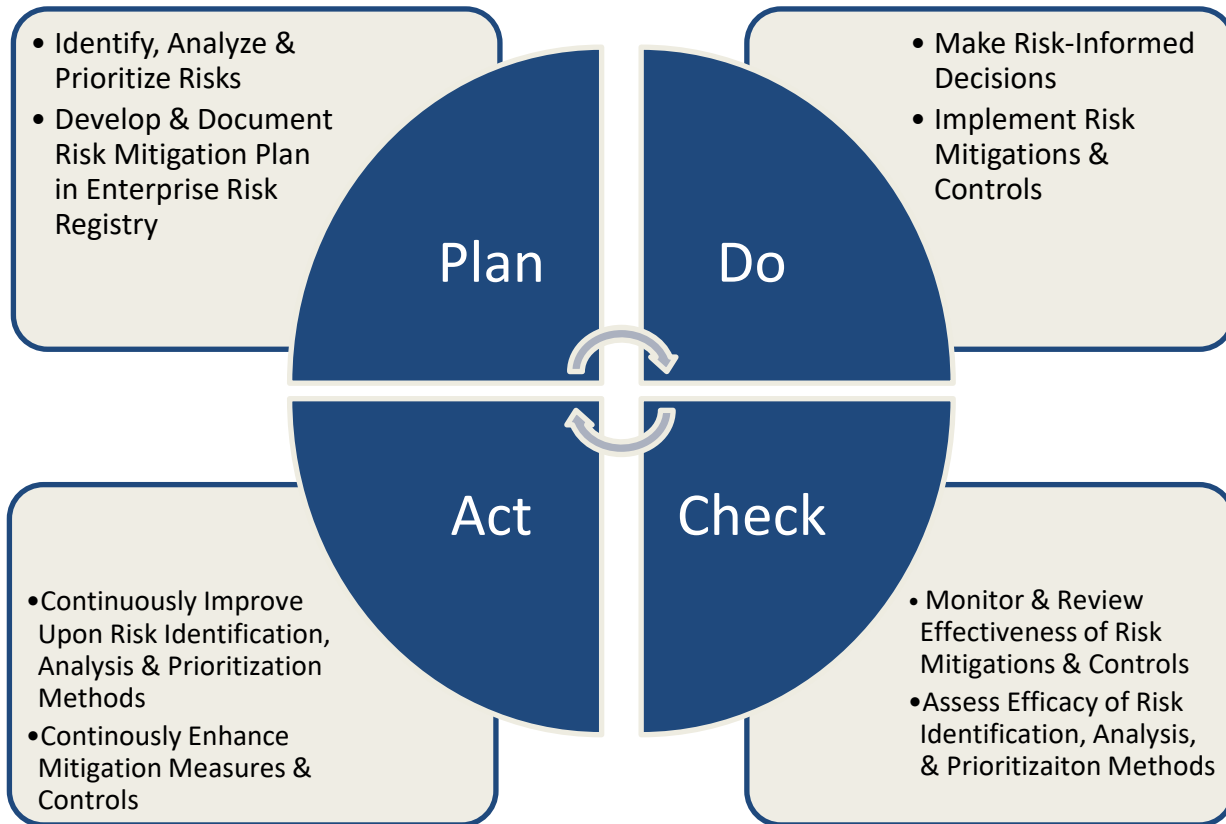 • Identify, Analyze &
Prioritize Risks
• Develop & Document
Risk Mitigation Plan
in Enterprise Risk
Registry
• Make Risk-Informed
Decisions
• Implement Risk
Mitigations &
Controls
Plan
Do
Act
Check
•Continuously Improve
Upon Risk Identification,
Analysis & Prioritization
Methods
•Continously Enhance
Mitigation Measures &
Controls
• Monitor & Review
Effectiveness of Risk
Mitigations & Controls
•Assess Efficacy of Risk
Identification, Analysis,
& Prioritizaiton Methods